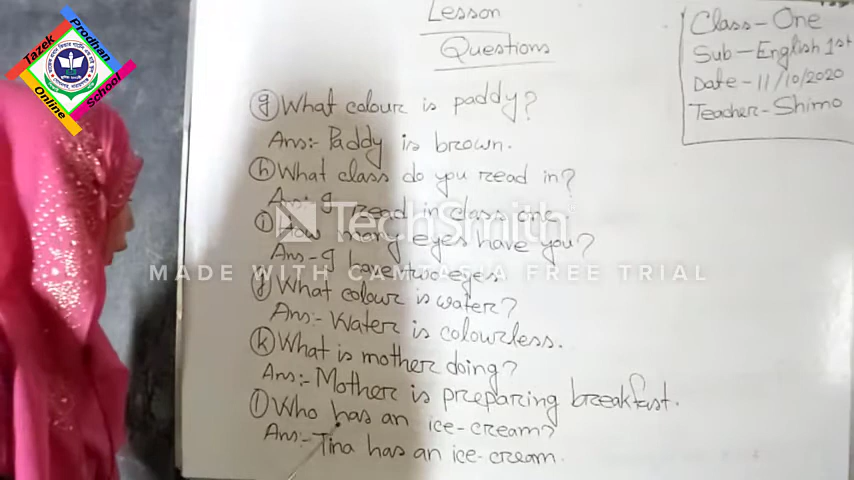 Tazek
Prodhan
Online
School
Lesson
Questions
Class-One
Sub-English 1st
Date-11/10/2020
Teacher-Shimo
(g) What colour is paddy?
Ans:- Paddy is brown.
(h) What class do you read in?
Ans:- I read in class one.
(i) How many eyes have you?
Ans-I have two eyes.
(j) What colour is water?
Ans:- Water is colourless.
(k) What is mother doing?
Ans:- Mother is preparing breakfast.
(l) Who has an ice-cream?
Ans:- Tina has an ice-cream.
TechSmith
MADE WITH CAMTASIA FREE TRIAL